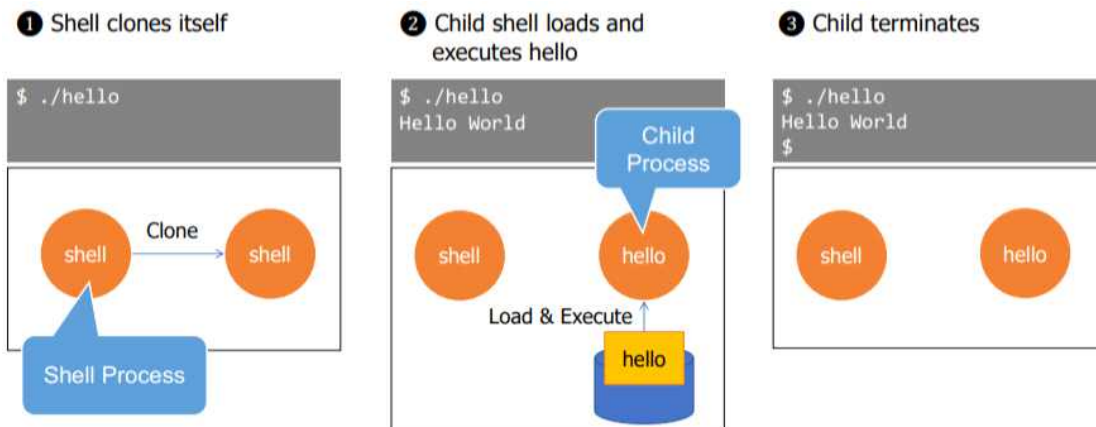 ❶ Shell clones itself
$ ./hello
shell
Clone
shell
Shell Process
❷ Child shell loads and
executes hello
$ ./hello
Hello World
Child
Process
shell
hello
Load & Execute
hello
❸ Child terminates
$ ./hello
Hello World
$
shell
hello